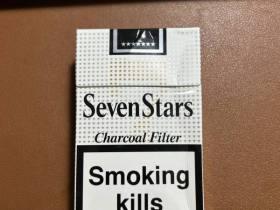 ★★★★★★★
SevenStars
Charcoal Filter
Smoking
kills